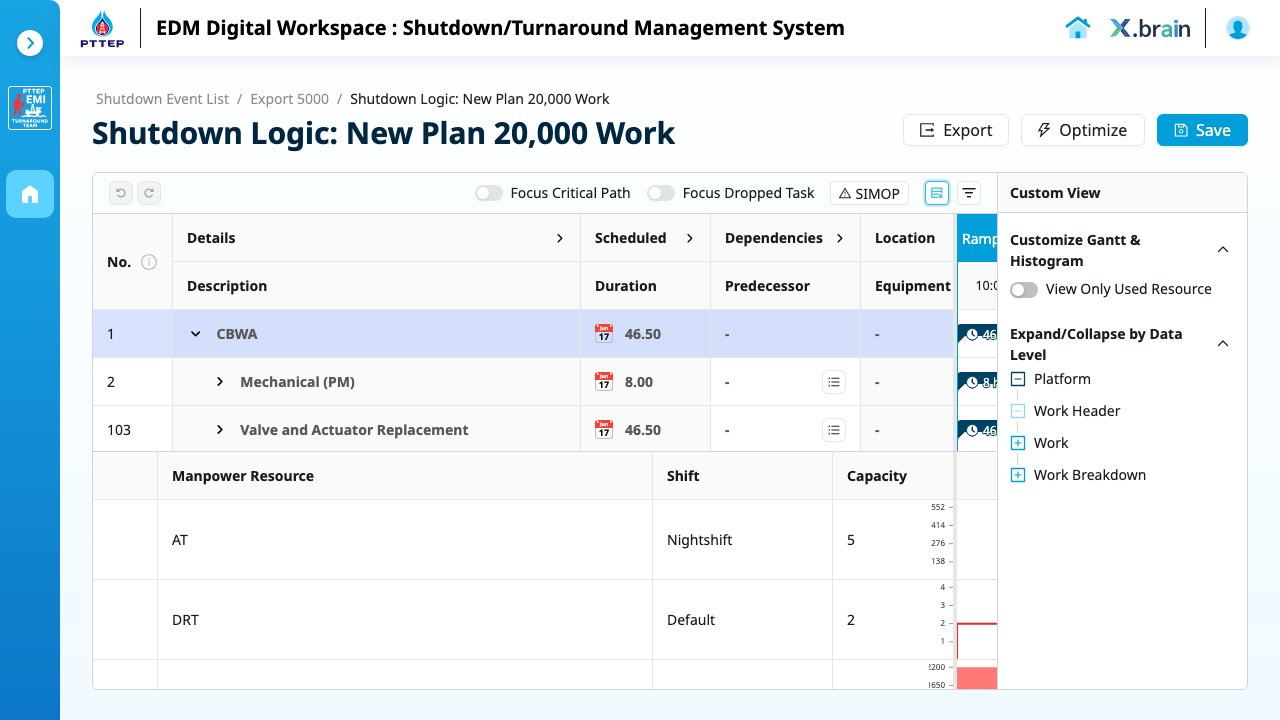 PTTEP
EDM Digital Workspace : Shutdown/Turnaround Management System
X.brain
PTTEP
EMI
TURNAROUND
TEAM
Shutdown Event List / Export 5000 / Shutdown Logic: New Plan 20,000 Work
Shutdown Logic: New Plan 20,000 Work
Export
Optimize
Save
Focus Critical Path
Focus Dropped Task
SIMOP
Custom View
No.
Details
Scheduled
Dependencies
Location
Ramp
Description
Duration
Predecessor
Equipment
10:0
1
CBWA
46.50
-
-
46
2
Mechanical (PM)
8.00
-
-
8 h
103
Valve and Actuator Replacement
46.50
-
-
46
Customize Gantt &
Histogram
View Only Used Resource
Expand/Collapse by Data
Level
Platform
Work Header
Work
Work Breakdown
Manpower Resource
Shift
Capacity
AT
Nightshift
5
552
414
276
138
DRT
Default
2
4
3
2
1
2200
1650